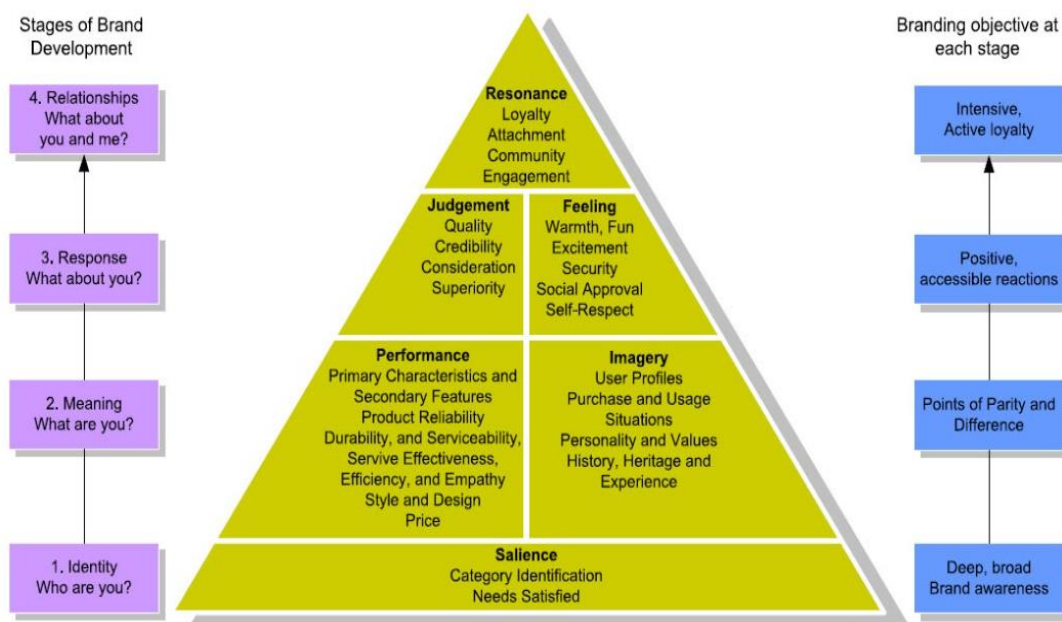 Stages of Brand
Development
4. Relationships
What about
you and me?
3. Response
What about you?
2. Meaning
What are you?
1. Identity
Who are you?
Resonance
Loyalty
Attachment
Community
Engagement
Judgement
Quality
Credibility
Consideration
Superiority
Feeling
Warmth, Fun
Excitement
Security
Social Approval
Self-Respect
Performance
Primary Characteristics and
Secondary Features
Product Reliability
Durability, and Serviceability,
Servive Effectiveness,
Efficiency, and Empathy
Style and Design
Price
Imagery
User Profiles
Purchase and Usage
Situations
Personality and Values
History, Heritage and
Experience
Salience
Category Identification
Needs Satisfied
Branding objective at
each stage
Intensive,
Active loyalty
Positive,
accessible reactions
Points of Parity and
Difference
Deep, broad
Brand awareness